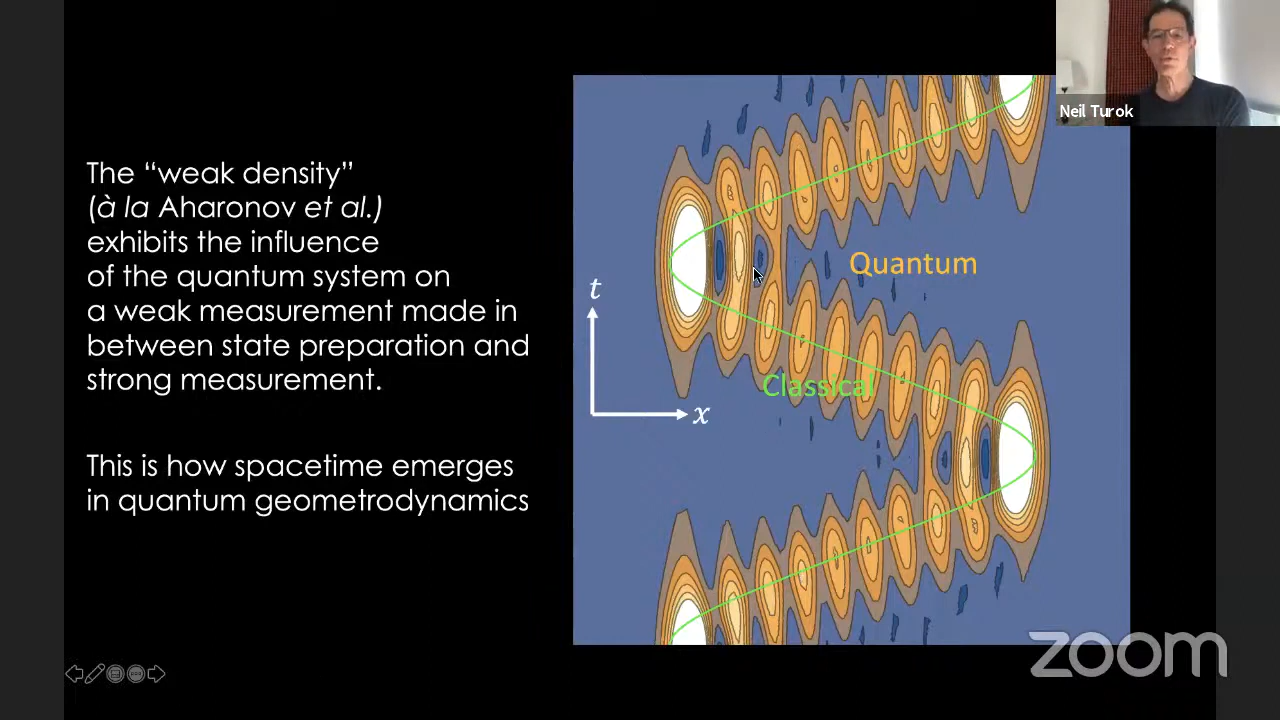 The “weak density”
(à la Aharonov et al.)
exhibits the influence
of the quantum system on
a weak measurement made in
between state preparation and
strong measurement.
This is how spacetime emerges
in quantum geometrodynamics
t
x
Quantum
Classical
Neil Turok
zoom